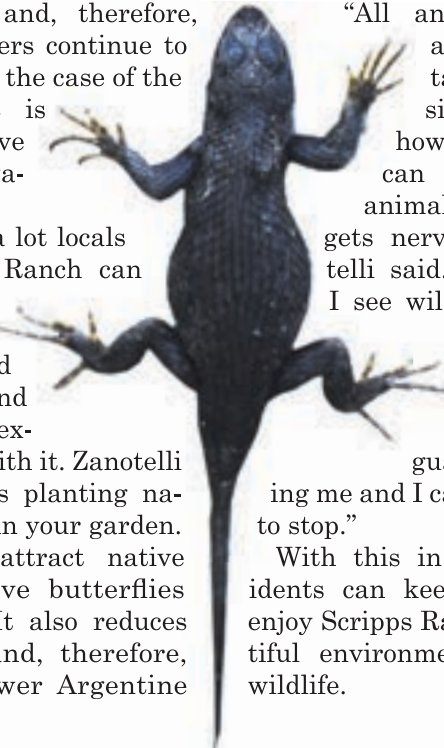 and, therefore,
ers continue to
the case of the
is
ve
a-
a lot locals
Ranch can
d
nd
ex-
ith it. Zanotelli
s planting na-
in your garden.
attract native
ve butterflies
It also reduces
and, therefore,
wer Argentine
“All an
a
ta
si
how
can
animal
gets nerv
telli said.
I see wil
gu
ing me and I ca
to stop.”
With this in
idents can kee
enjoy Scripps Ra
tiful environme
wildlife.